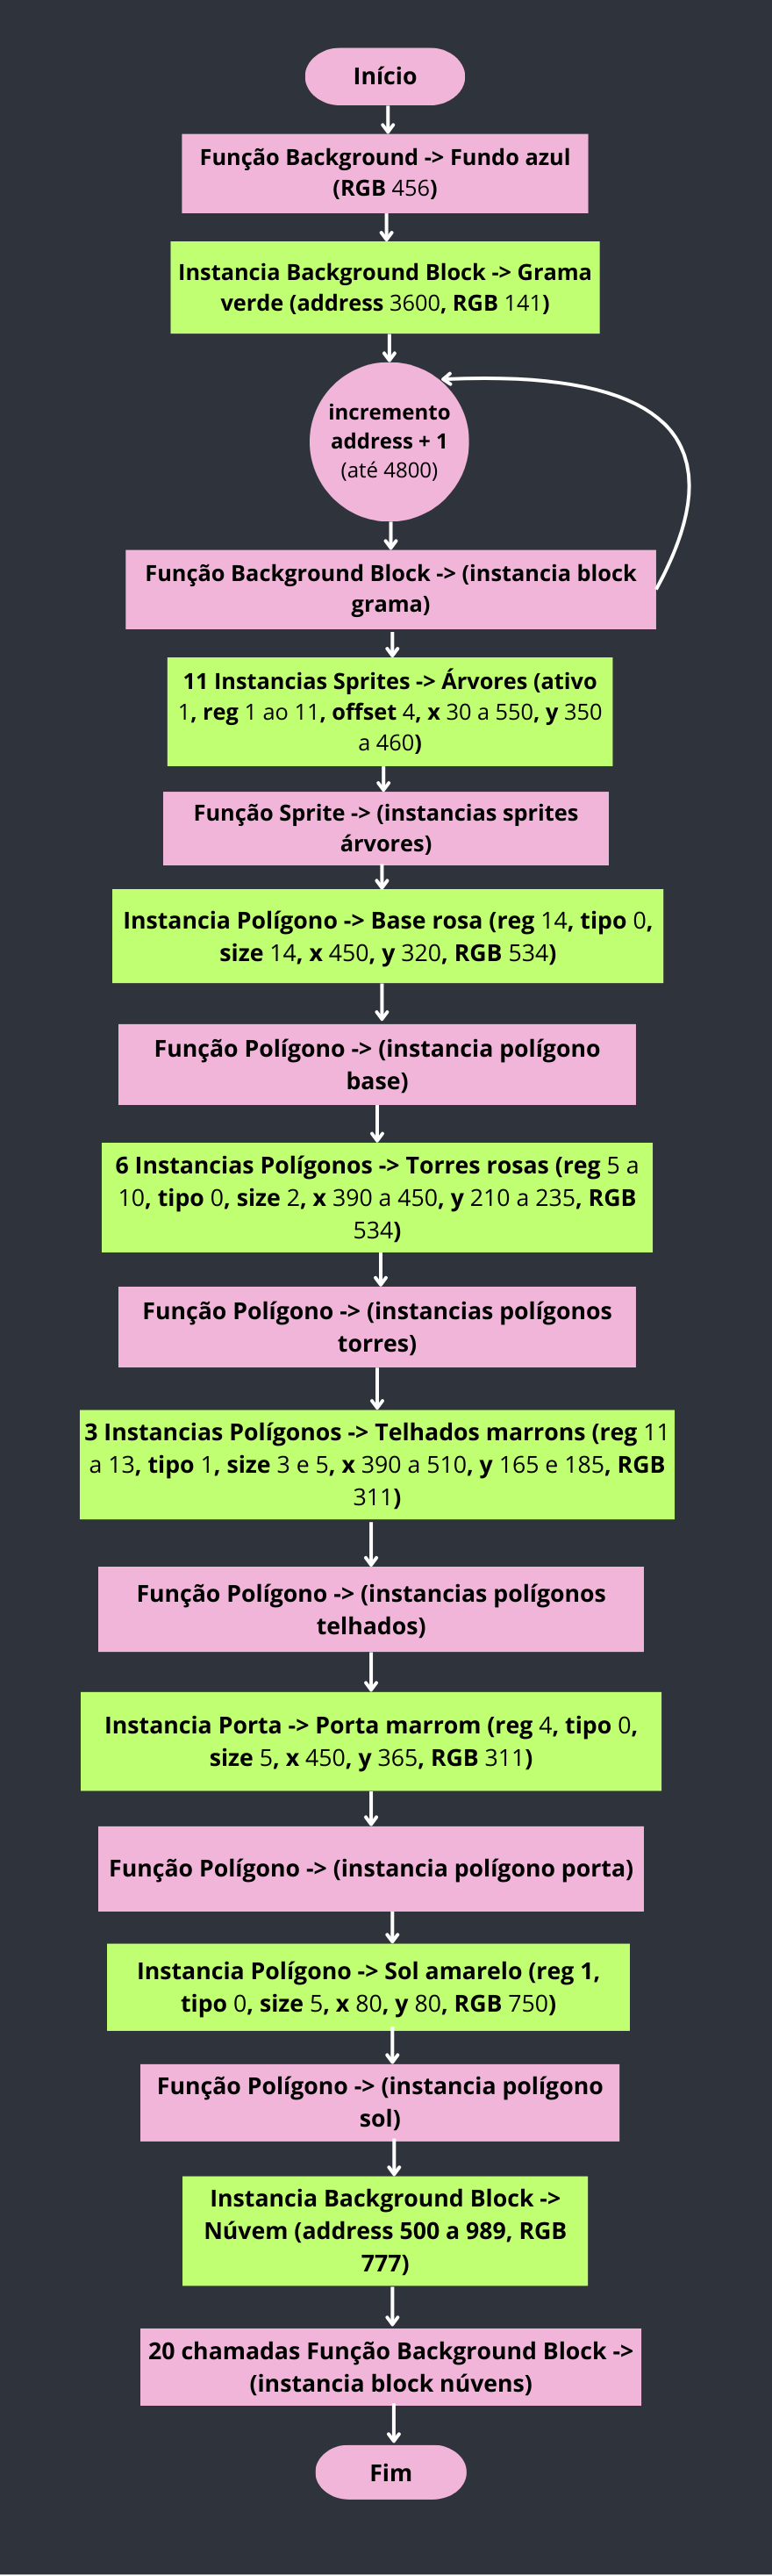 Início
Função Background -> Fundo azul
(RGB 456)
Instancia Background Block -> Grama
verde (address 3600, RGB 141)
incremento
address + 1
(até 4800)
Função Background Block -> (instancia block
grama)
11 Instancias Sprites -> Árvores (ativo
1, reg 1 ao 11, offset 4, x 30 a 550, y 350
a 460)
Função Sprite -> (instancias sprites
árvores)
Instancia Polígono -> Base rosa (reg 14, tipo 0,
size 14, x 450, y 320, RGB 534)
Função Polígono -> (instancia polígono
base)
6 Instancias Polígonos -> Torres rosas (reg 5 a
10, tipo 0, size 2, x 390 a 450, y 210 a 235, RGB
534)
Função Polígono -> (instancias polígonos
torres)
3 Instancias Polígonos -> Telhados marrons (reg 11
a 13, tipo 1, size 3 e 5, x 390 a 510, y 165 e 185, RGB
311)
Função Polígono -> (instancias polígonos
telhados)
Instancia Porta -> Porta marrom (reg 4, tipo 0,
size 5, x 450, y 365, RGB 311)
Função Polígono -> (instancia polígono porta)
Instancia Polígono -> Sol amarelo (reg 1,
tipo 0, size 5, x 80, y 80, RGB 750)
Função Polígono -> (instancia polígono
sol)
Instancia Background Block ->
Núvem (address 500 a 989, RGB
777)
20 chamadas Função Background Block ->
(instancia block núvens)
Fim